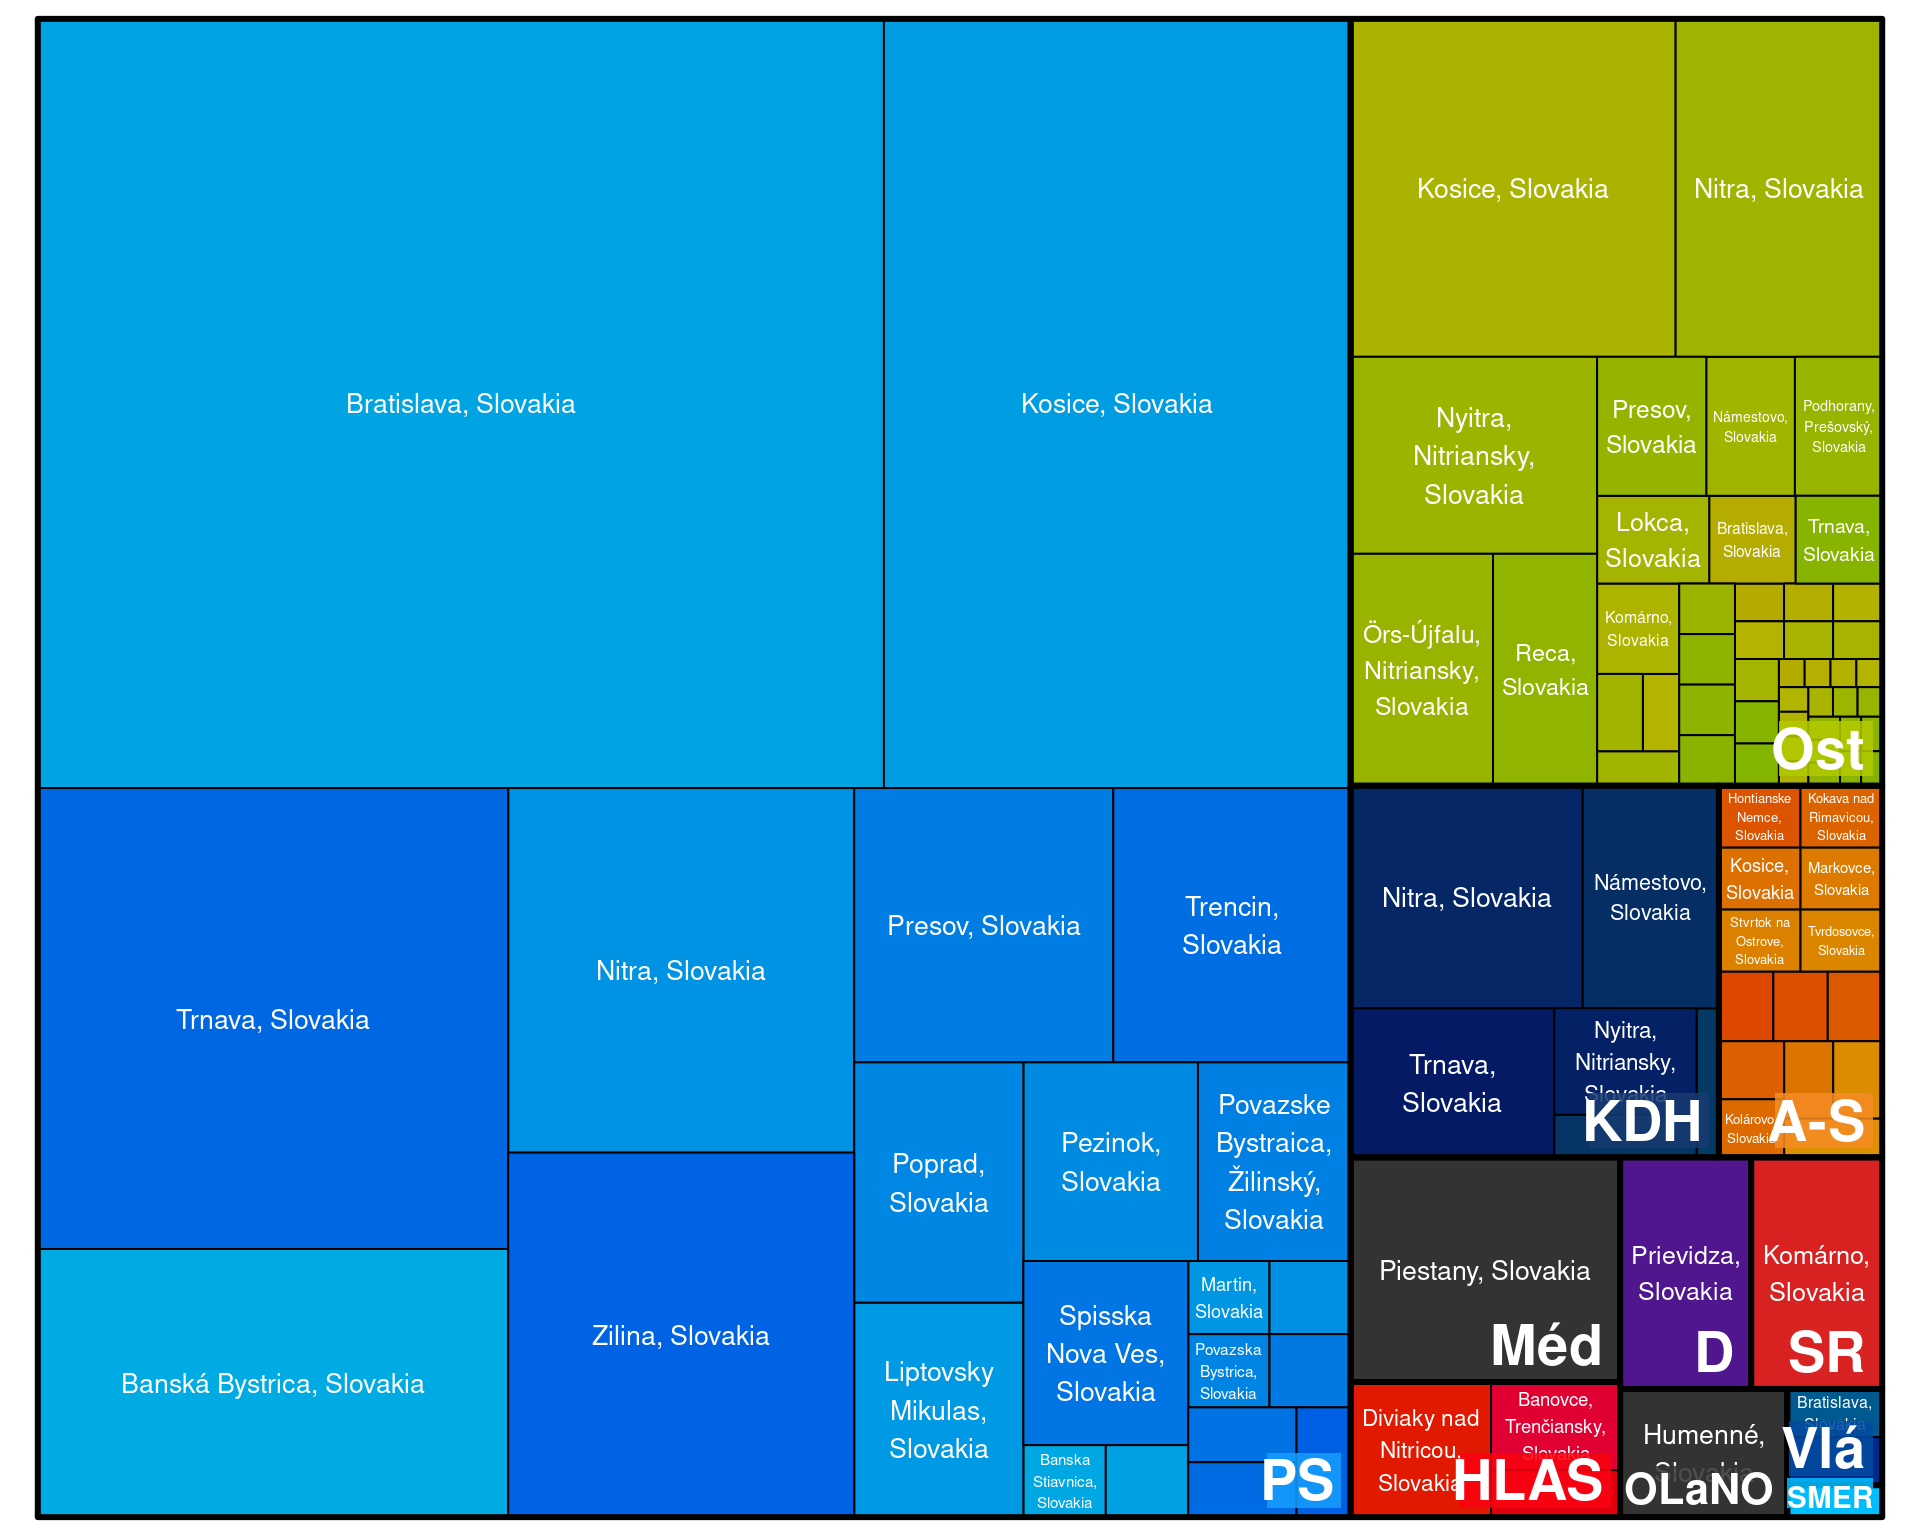 Bratislava, Slovakia
Kosice, Slovakia
Trnava, Slovakia
Banská Bystrica, Slovakia
Nitra, Slovakia
Zilina, Slovakia
Presov, Slovakia
Trencin,
Slovakia
Poprad,
Slovakia
Liptovsky
Mikulas,
Slovakia
Pezinok,
Slovakia
Povazske
Bystraica,
Žilinský,
Slovakia
Spisska
Nova Ves,
Slovakia
Martin,
Slovakia
Povazska
Bystrica,
Slovakia
Banska
Stiavnica,
Slovakia
PS
Kosice, Slovakia
Nitra, Slovakia
Nyitra,
Nitriansky,
Slovakia
Presov,
Slovakia
Námestovo,
Slovakia
Podhorany,
Prešovský,
Slovakia
Lokca,
Slovakia
Bratislava,
Slovakia
Trnava,
Slovakia
Örs-Újfalu,
Nitriansky,
Slovakia
Reca,
Slovakia
Komárno,
Slovakia
Ost
Nitra, Slovakia
Námestovo,
Slovakia
Trnava,
Slovakia
Nyitra,
Nitriansky,
Slovakia
KDH
Hontianske
Nemce,
Slovakia
Kokava nad
Rimavicou,
Slovakia
Kosice,
Slovakia
Markovce,
Slovakia
Stvrtok na
Ostrove,
Slovakia
Tvrdosovce,
Slovakia
Kolárovo,
Slovakia
A-S
Piestany, Slovakia
Méd
Prievidza,
Slovakia
D
Komárno,
Slovakia
SR
Diviaky nad
Nitricou,
Slovakia
Banovce,
Trenčiansky,
Slovakia
HLAS
Humenné,
Slovakia
OLaNO
Bratislava,
Slovakia
Vlá
SMER